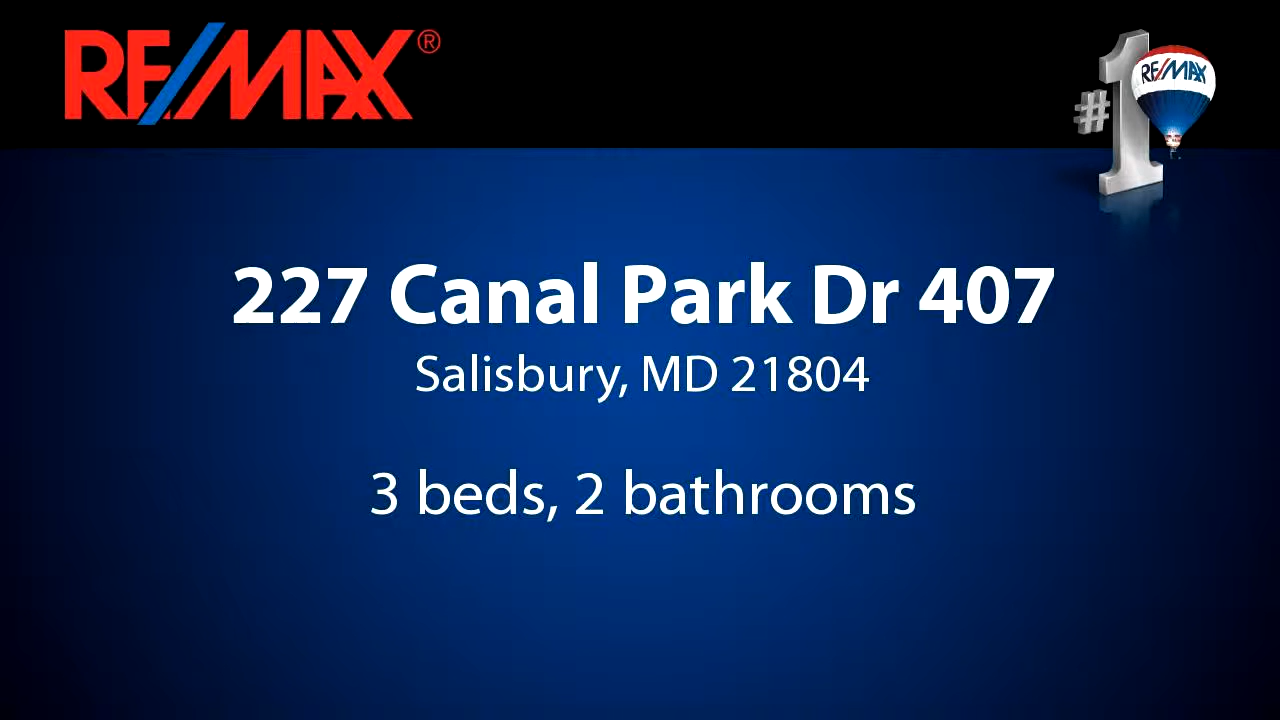 RE/MAX®
#1
RE/MAX
227 Canal Park Dr 407
Salisbury, MD 21804
3 beds, 2 bathrooms